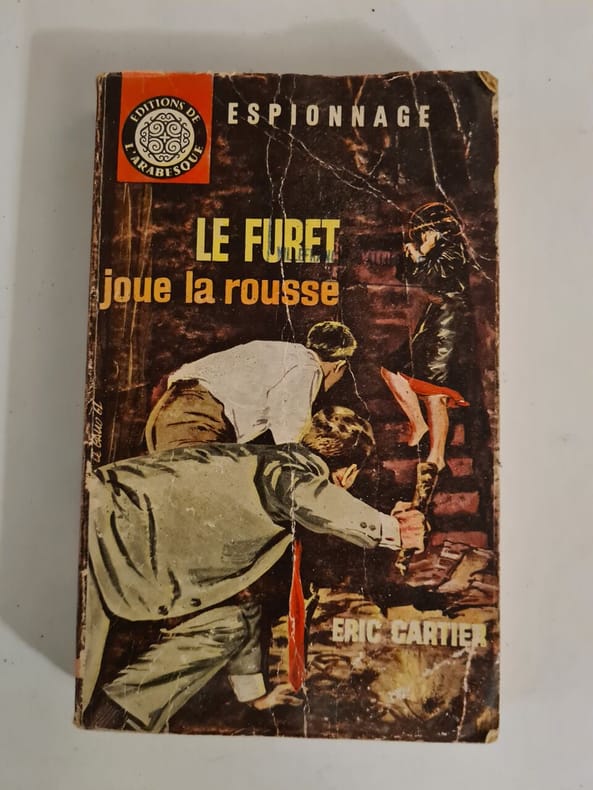 EDITIONS DE
L'ARABESQUE
ESPIONNAGE
LE FURET
joue la rousse
ERIC CARTIER